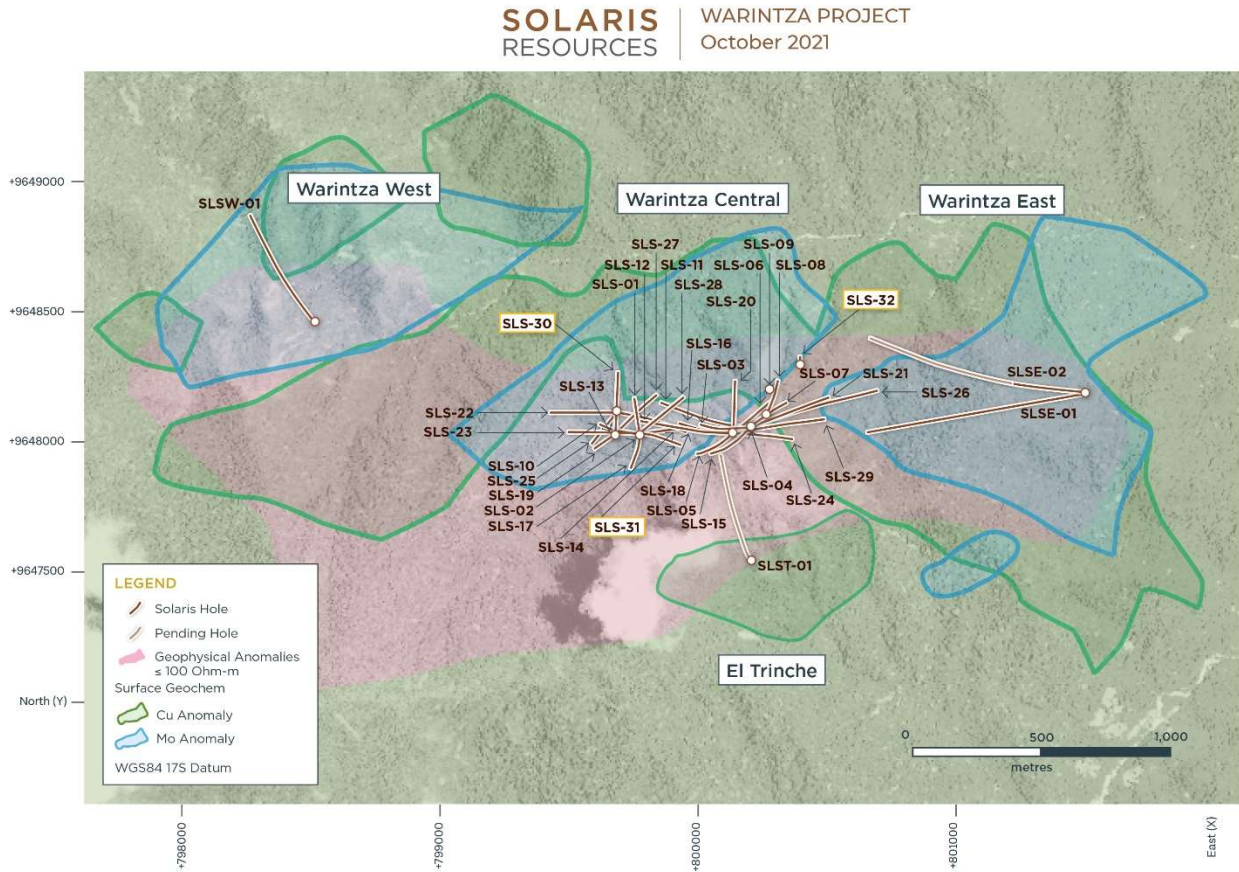 SOLARIS
RESOURCES
WARINTZA PROJECT
October 2021
+9649000
+9648500
+9648000
+9647500
North (Y)
Warintza West
Warintza Central
Warintza East
El Trinche
SLSW-01
SLS-27
SLS-09
SLS-12
SLS-11
SLS-06
SLS-08
SLS-01
SLS-28
SLS-20
SLS-32
SLS-30
SLS-16
SLS-03
SLS-07
SLS-21
SLSE-02
SLS-13
SLS-26
SLSE-01
SLS-22
SLS-23
SLS-10
SLS-25
SLS-19
SLS-02
SLS-17
SLS-14
SLS-31
SLS-18
SLS-05
SLS-15
SLS-04
SLS-24
SLS-29
SLST-01
LEGEND
Solaris Hole
Pending Hole
Geophysical Anomalies
≤ 100 Ohm-m
Surface Geochem
Cu Anomaly
Mo Anomaly
WGS84 17S Datum
0 500 1,000
metres
+798000
+799000
+800000
+801000
East (X)